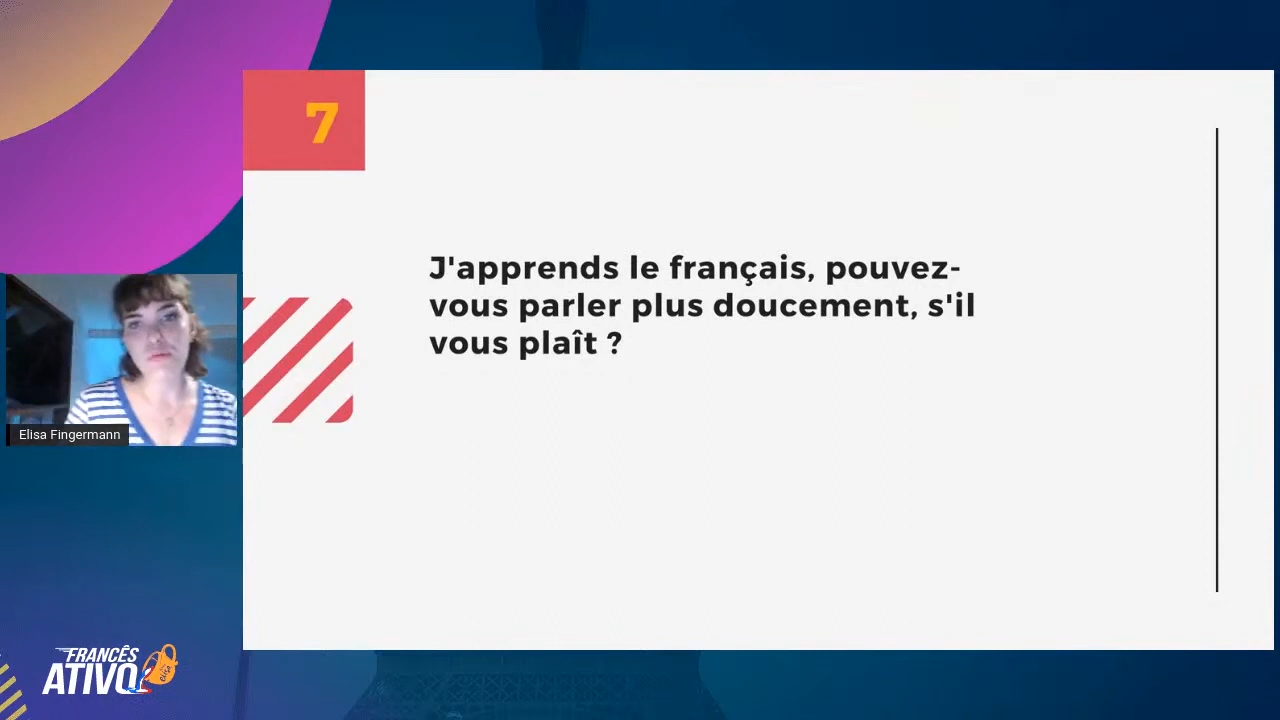 7
J'apprends le français, pouvez-
vous parler plus doucement, s'il
vous plaît ?
Elisa Fingermann
FRANCÊS
ATIVO